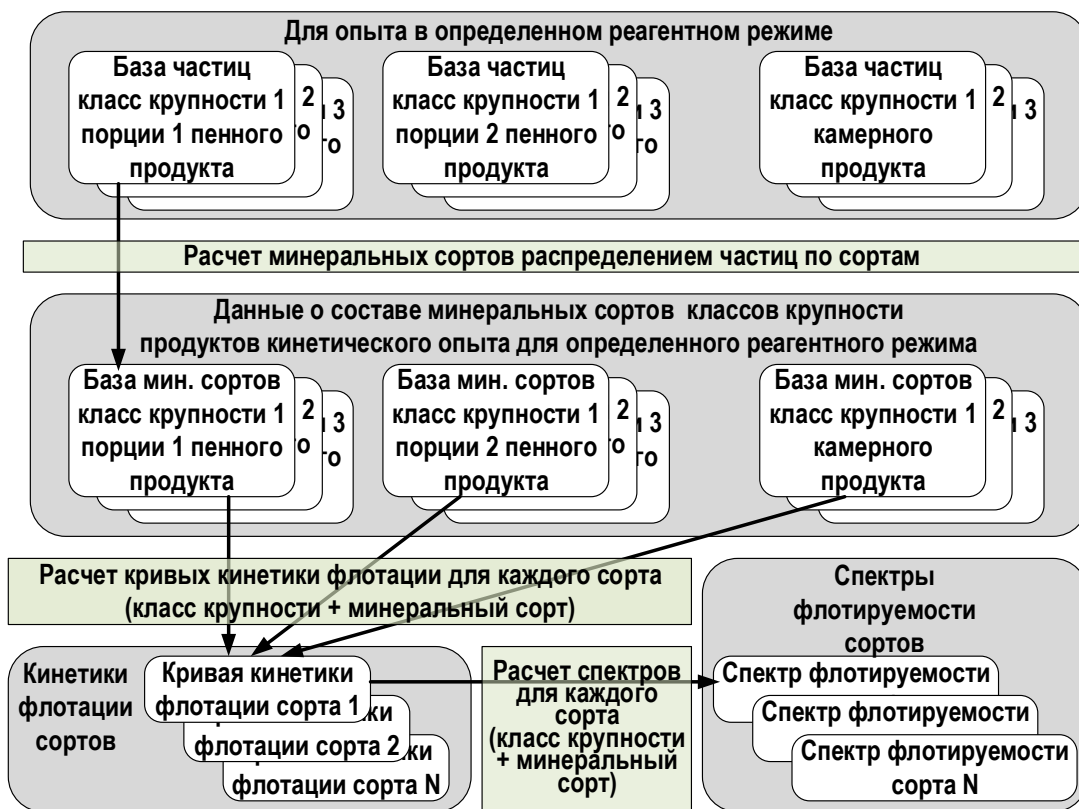 Для опыта в определенном реагентном режиме
База частиц
класс крупности 1
порции 1 пенного
продукта
2
3
го
База частиц
класс крупности 1
порции 2 пенного
продукта
2
3
го
База частиц
класс крупности 1
камерного
продукта
2
3
Расчет минеральных сортов распределением частиц по сортам
Данные о составе минеральных сортов классов крупности
продуктов кинетического опыта для определенного реагентного режима
База мин. сортов
класс крупности 1
порции 1 пенного
продукта
2
3
го
База мин. сортов
класс крупности 1
порции 2 пенного
продукта
2
3
го
База мин. сортов
класс крупности 1
камерного
продукта
2
3
Расчет кривых кинетики флотации для каждого сорта
(класс крупности + минеральный сорт)
Кинетики
флотации
сортов
Кривая кинетики
флотации сорта 1
ки
флотации сорта 2
ки
флотации сорта N
Расчет спектров
для каждого
сорта
(класс крупности
+ минеральный
сорт)
Спектры
флотируемости
сортов
Спектр флотируемости
Спектр флотируемости
Спектр флотируемости
сорта N